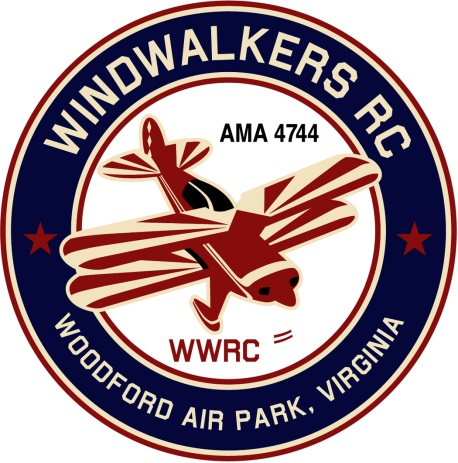 WINDWALKERS RC
AMA 4744
WWRC
WOODFORD AIR PARK, VIRGINIA